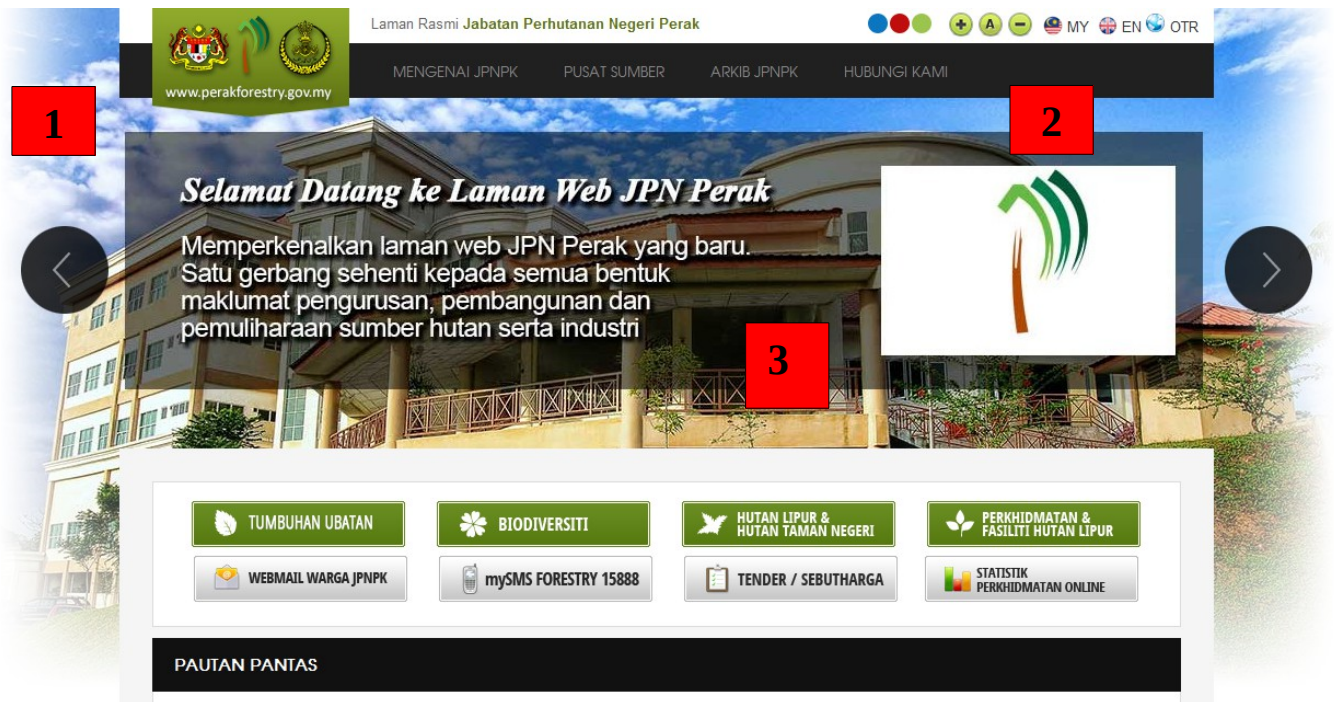 Laman Rasmi Jabatan Perhutanan Negeri Perak
A
MY
EN
OTR
www.perakforestry.gov.my
MENGENAI JPNPK
PUSAT SUMBER
ARKIB JPNPK
HUBUNGI KAMI
1
2
Selamat Datang ke Laman Web JPN Perak
Memperkenalkan laman web JPN Perak yang baru.
Satu gerbang sehenti kepada semua bentuk
maklumat pengurusan, pembangunan dan
pemuliharaan sumber hutan serta industri
3
TUMBUHAN UBATAN
BIODIVERSITI
HUTAN LIPUR &
HUTAN TAMAN NEGERI
PERKHIDMATAN &
FASILITI HUTAN LIPUR
WEBMAIL WARGA JPNPK
mySMS FORESTRY 15888
TENDER / SEBUTHARGA
STATISTIK
PERKHIDMATAN ONLINE
PAUTAN PANTAS